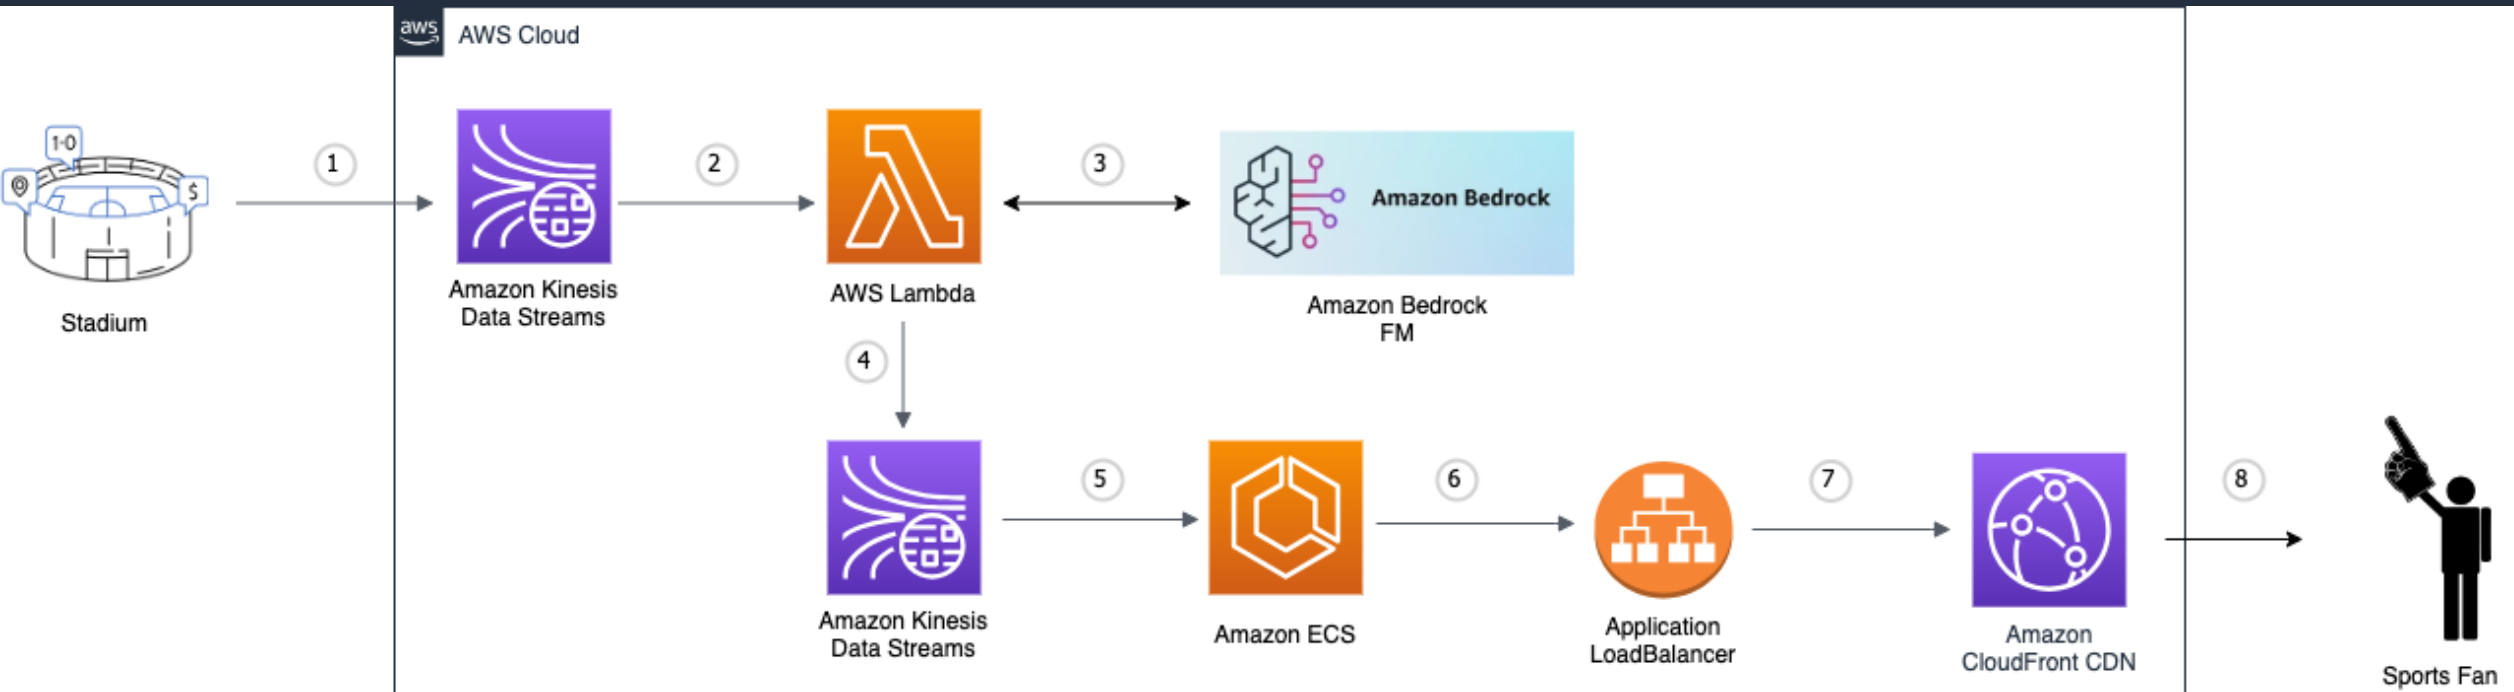 aws
AWS Cloud
1-0
$
1
2
3
Amazon Bedrock
Amazon Kinesis
Data Streams
AWS Lambda
Amazon Bedrock
FM
Stadium
4
5
6
7
8
Amazon Kinesis
Data Streams
Amazon ECS
Application
LoadBalancer
Amazon
CloudFront CDN
Sports Fan